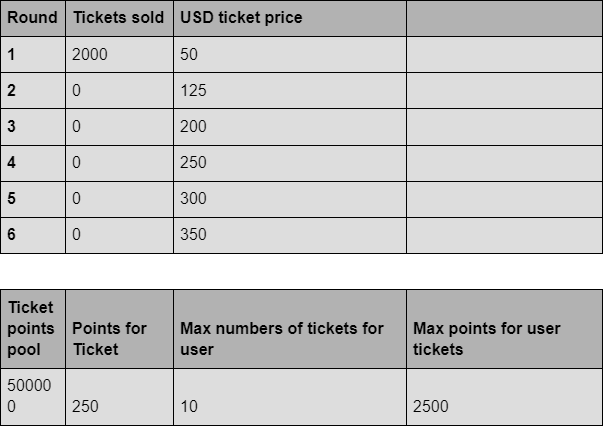 Round Tickets sold USD ticket price
1 2000 50
2 0 125
3 0 200
4 0 250
5 0 300
6 0 350
Ticket
points
pool
Points for
Ticket
Max numbers of tickets for
user
Max points for user
tickets
50000
0
250
10
2500